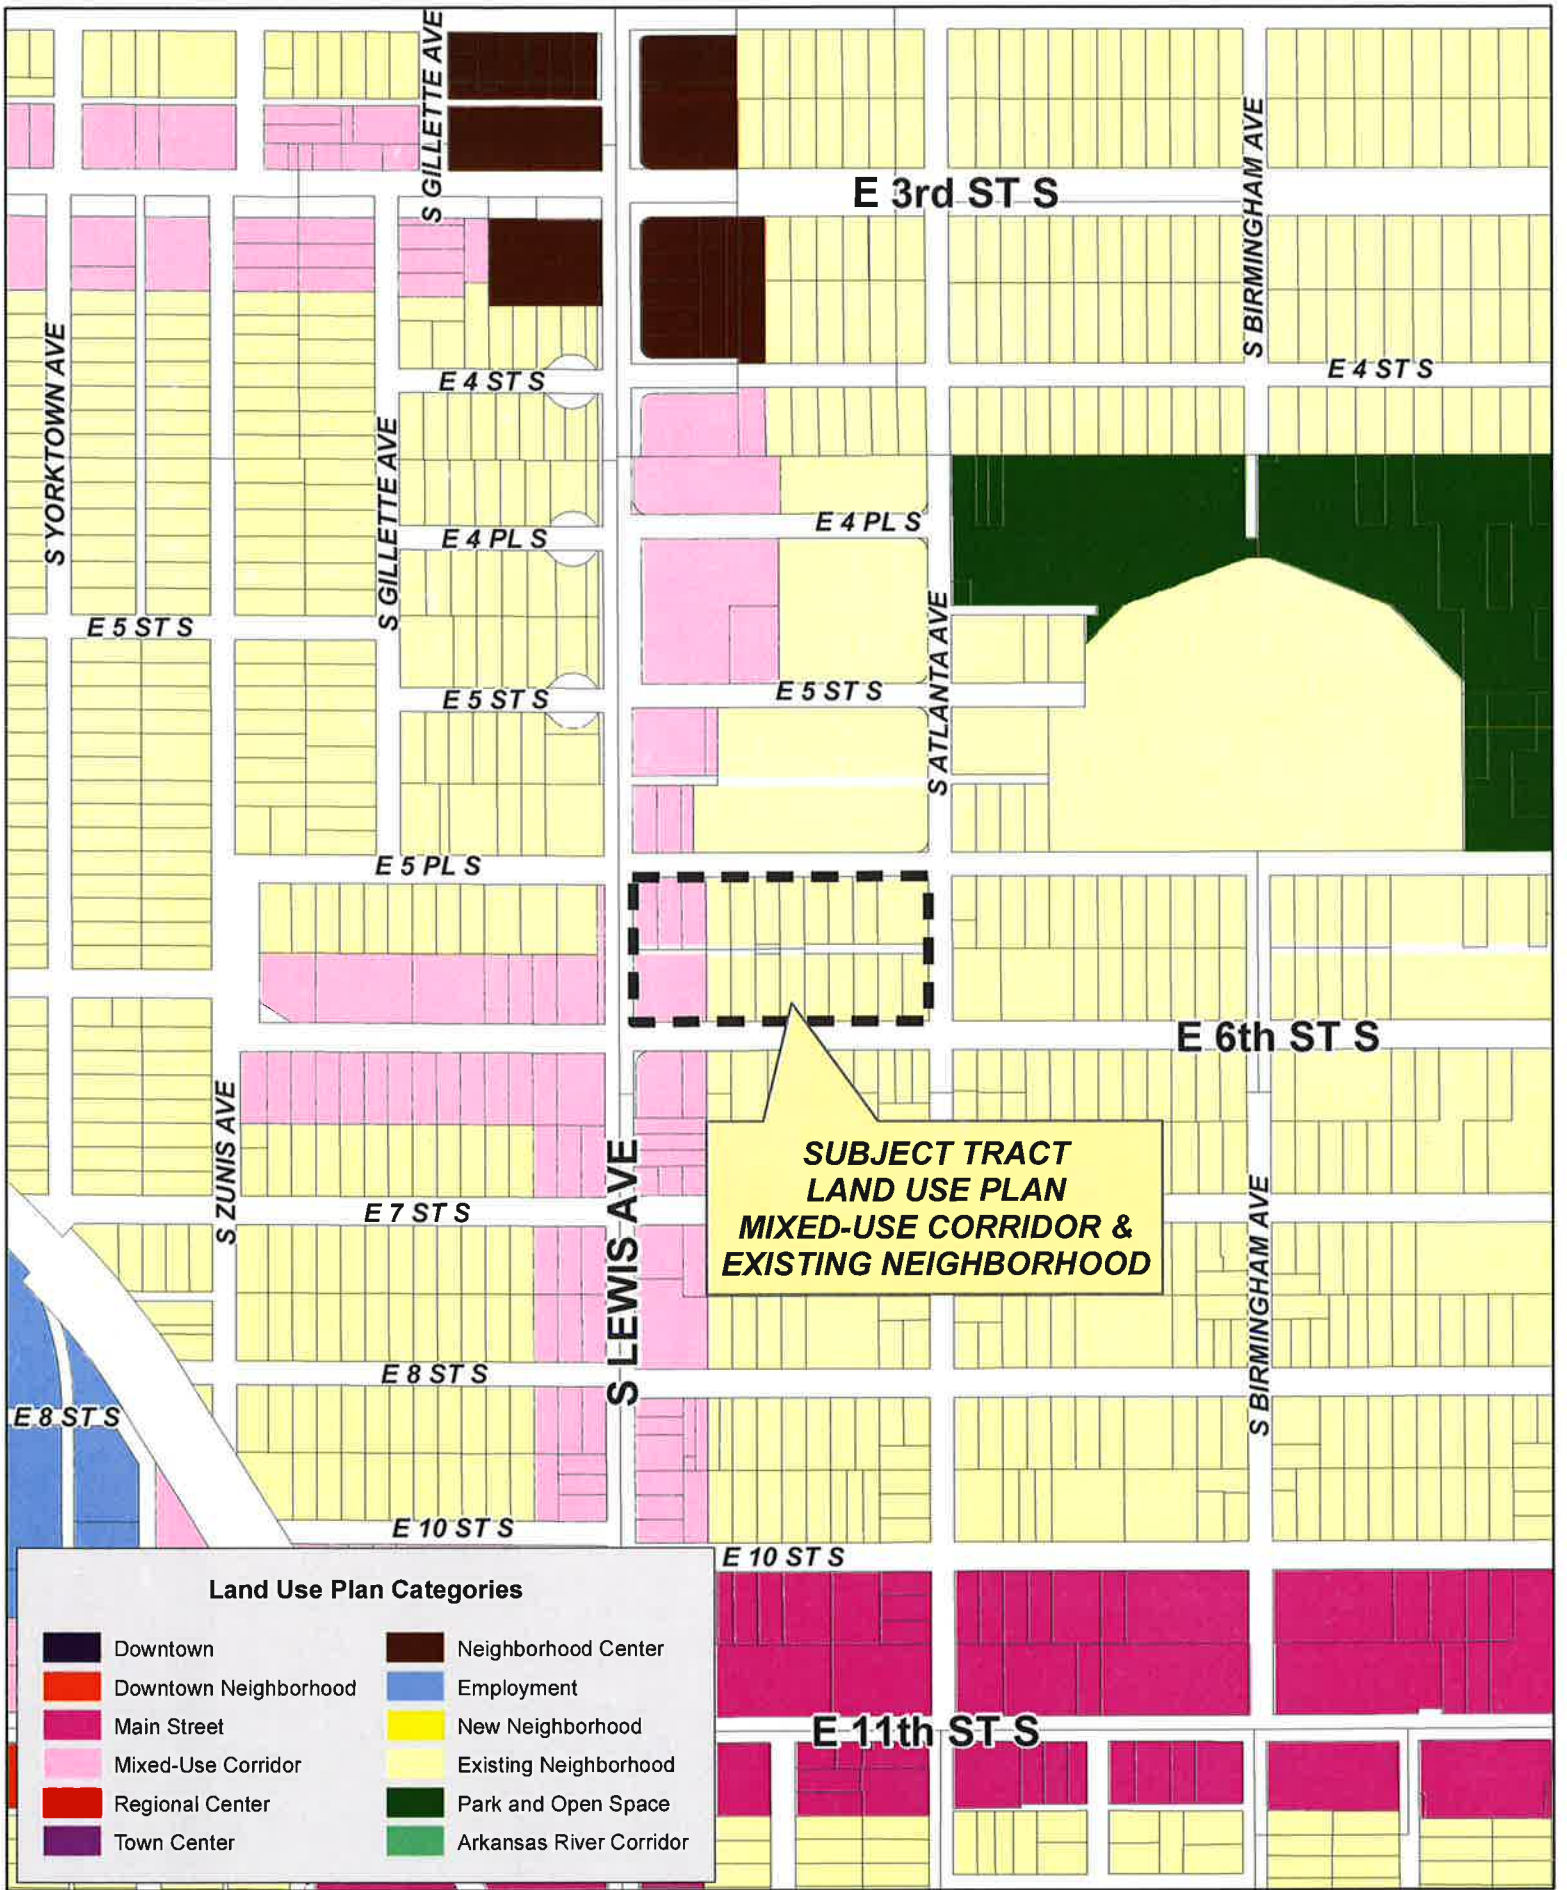 S GILLETTE AVE
E 3rd ST S
S BIRMINGHAM AVE
S YORKTOWN AVE
E 4 ST S
E 4 ST S
S GILLETTE AVE
E 4 PL S
E 4 PL S
E 5 ST S
S ATLANTA AVE
E 5 ST S
E 5 ST S
E 5 PL S
E 6th ST S
S ZUNIS AVE
S LEWIS AVE
SUBJECT TRACT
LAND USE PLAN
MIXED-USE CORRIDOR &
EXISTING NEIGHBORHOOD
E 7 ST S
S BIRMINGHAM AVE
E 8 ST S
E 8 ST S
E 10 ST S
E 10 ST S
E 11th ST S
Land Use Plan Categories
Downtown
Downtown Neighborhood
Main Street
Mixed-Use Corridor
Regional Center
Town Center
Neighborhood Center
Employment
New Neighborhood
Existing Neighborhood
Park and Open Space
Arkansas River Corridor